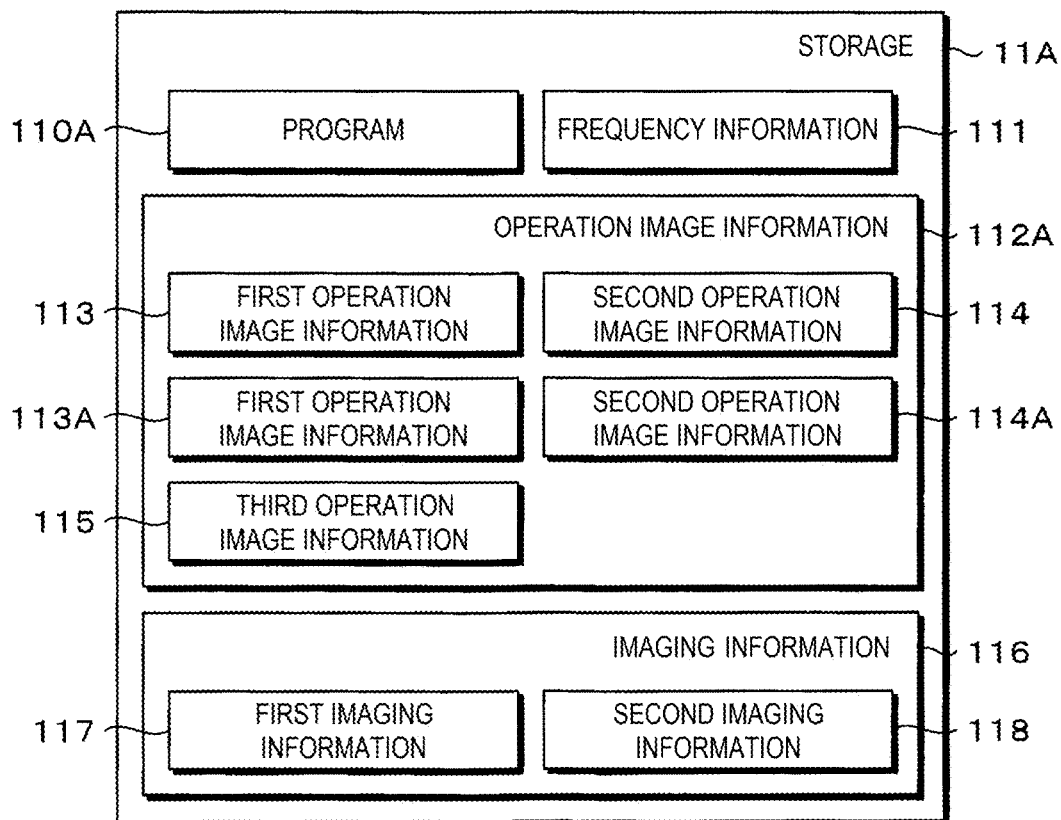 STORAGE 11A
110A PROGRAM FREQUENCY INFORMATION 111
OPERATION IMAGE INFORMATION 112A
113 FIRST OPERATION IMAGE INFORMATION SECOND OPERATION IMAGE INFORMATION 114
113A FIRST OPERATION IMAGE INFORMATION SECOND OPERATION IMAGE INFORMATION 114A
115 THIRD OPERATION IMAGE INFORMATION
IMAGING INFORMATION 116
117 FIRST IMAGING INFORMATION SECOND IMAGING INFORMATION 118